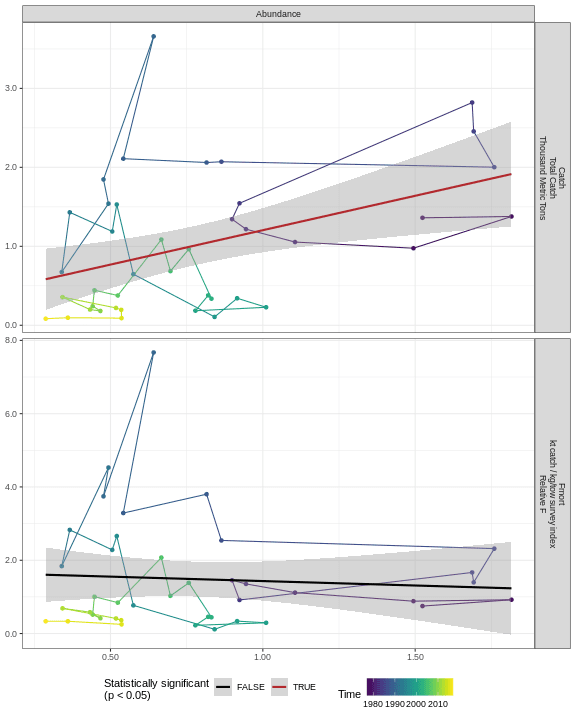 Abundance
3.0
2.0
1.0
0.0
Catch
Total Catch
Thousand Metric Tons
8.0
6.0
4.0
2.0
0.0
Fmort
kt catch / kg/tow survey index
Relative F
0.50
1.00
1.50
Statistically significant
(p < 0.05)
FALSE
TRUE
Time
1980 1990 2000 2010